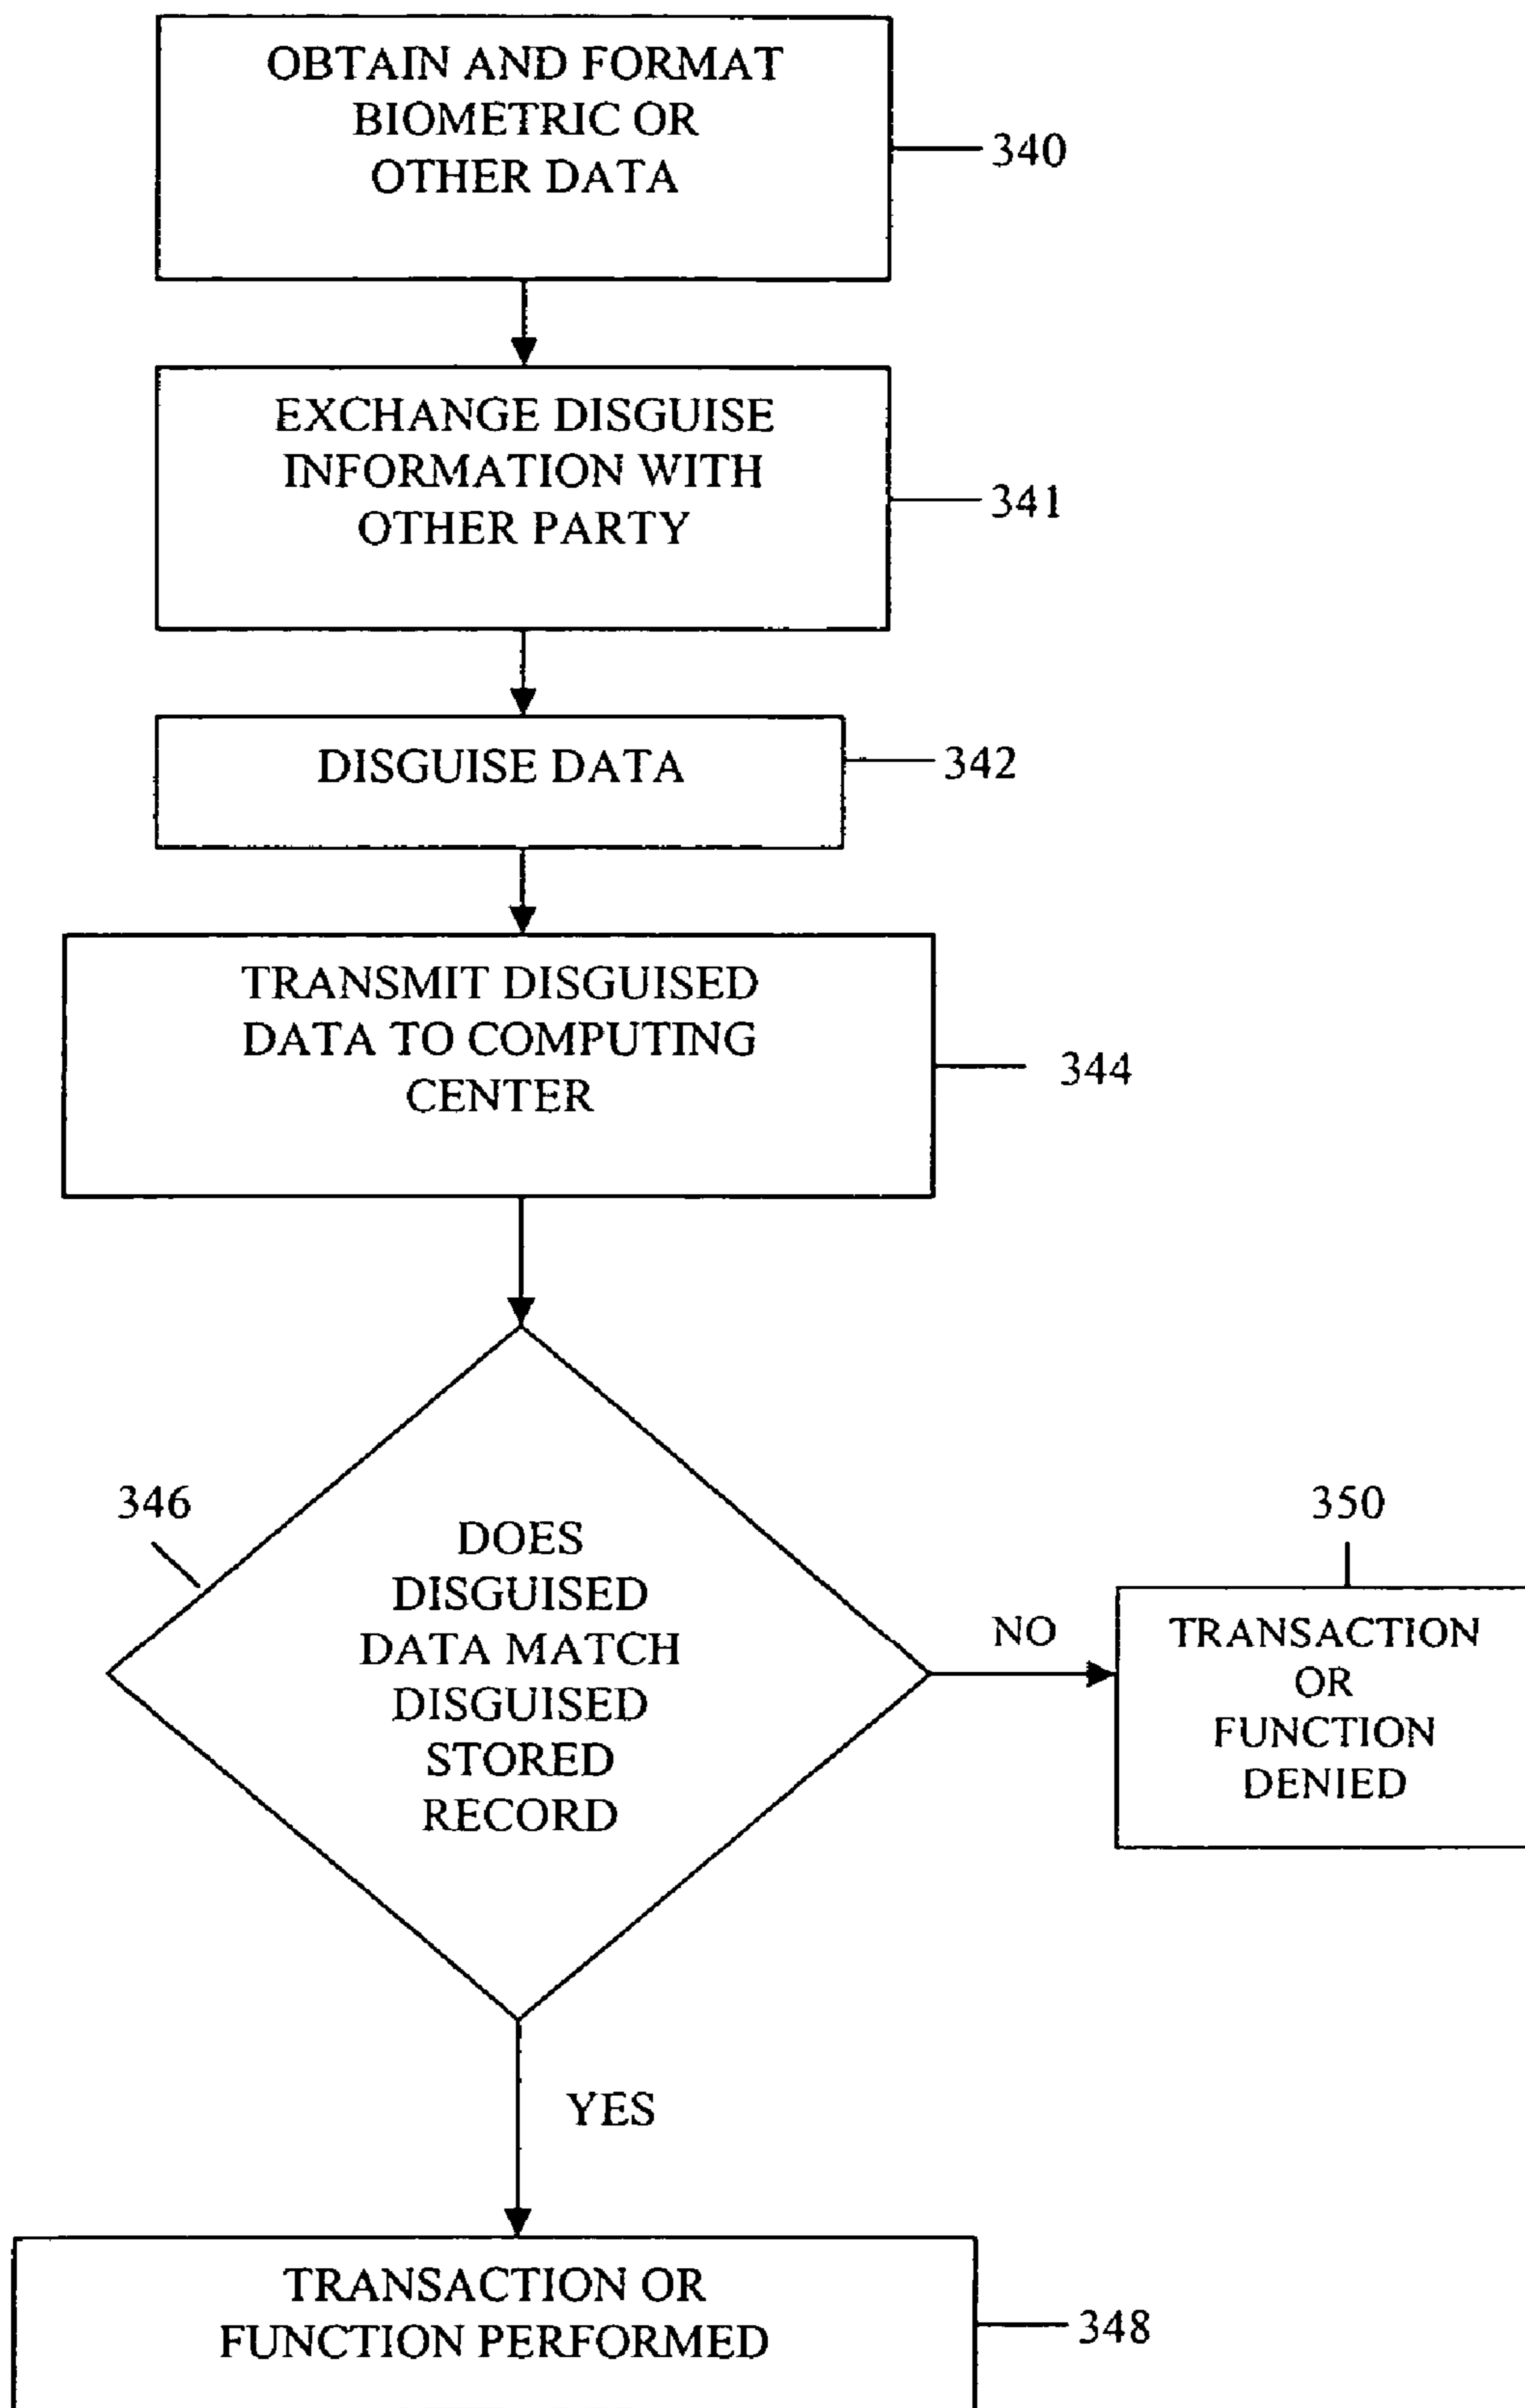 OBTAIN AND FORMAT
BIOMETRIC OR
OTHER DATA
340
EXCHANGE DISGUISE
INFORMATION WITH
OTHER PARTY
341
DISGUISE DATA
342
TRANSMIT DISGUISED
DATA TO COMPUTING
CENTER
344
346
DOES
DISGUISED
DATA MATCH
DISGUISED
STORED
RECORD
NO
350
TRANSACTION
OR
FUNCTION
DENIED
YES
TRANSACTION OR
FUNCTION PERFORMED
348